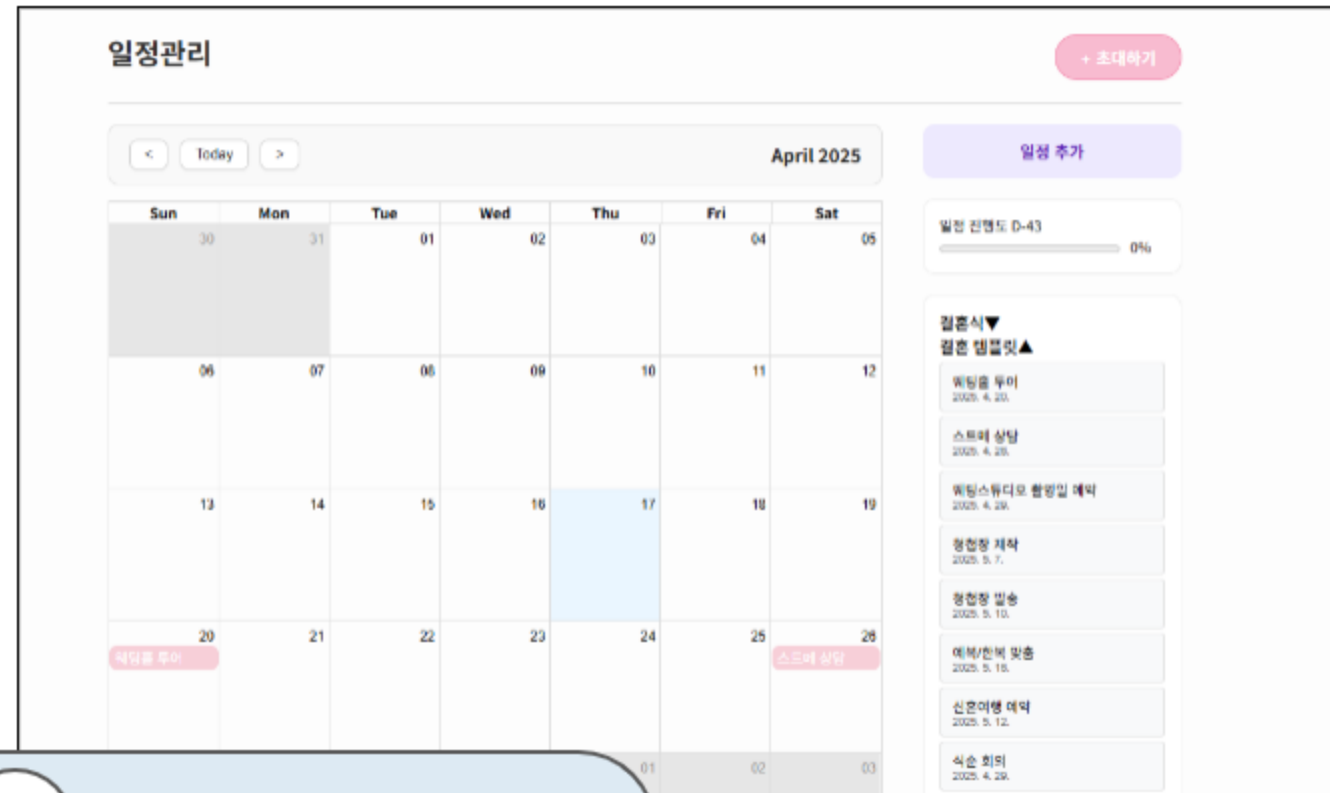 일정관리
+ 초대하기
< Today >
April 2025
일정 추가
Sun Mon Tue Wed Thu Fri Sat
30 31 01 02 03 04 05
06 07 08 09 10 11 12
13 14 15 16 17 18 19
20 21 22 23 24 25 26
웨딩홀 투어
스드메 상담
01 02 03
일정 진행도 D-43
0%
결혼식▼
결혼 템플릿▲
웨딩홀 투어
2025. 4. 20.
스드메 상담
2025. 4.
웨딩스튜디오 촬영일 예약
2025. 4. 29.
청첩장 제작
2025. 5. 7.
청첩장 발송
2025. 5. 10.
예복/한복 맞춤
2025. 5.
신혼여행 예약
2025. 5. 12.
식순 회의
2025. 4. 29.